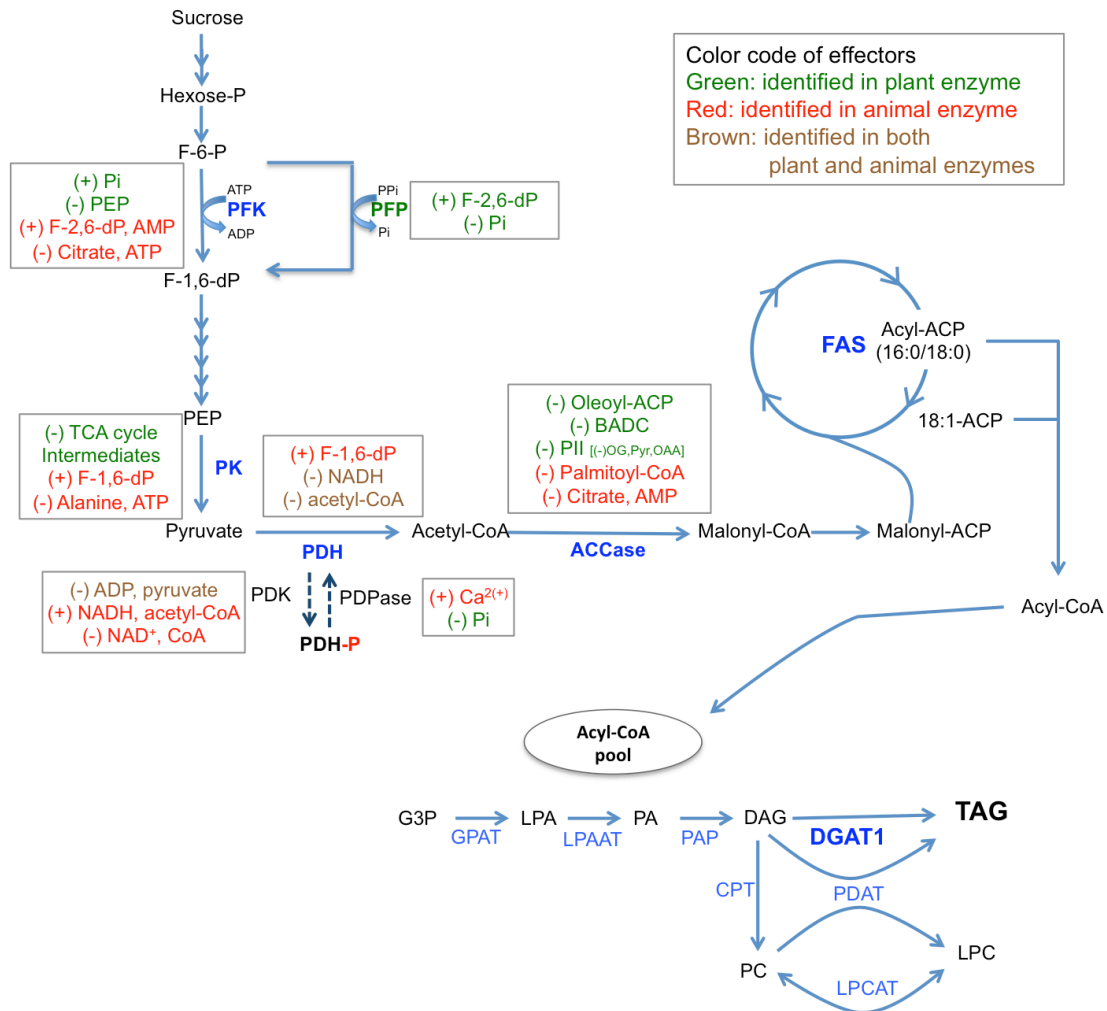 Sucrose
Hexose-P
F-6-P
Color code of effectors
Green: identified in plant enzyme
Red: identified in animal enzyme
Brown: identified in both
plant and animal enzymes
(+) Pi
(-) PEP
(+) F-2,6-dP, AMP
(-) Citrate, ATP
ATP
PFK
ADP
PPi
PFP
Pi
(+) F-2,6-dP
(-) Pi
F-1,6-dP
FAS
Acyl-ACP
(16:0/18:0)
18:1-ACP
PEP
(-) TCA cycle
Intermediates
(+) F-1,6-dP
(-) Alanine, ATP
PK
(+) F-1,6-dP
(-) NADH
(-) acetyl-CoA
(-) Oleoyl-ACP
(-) BADC
(-) PII [(-)OG,Pyr,OAA]
(-) Palmitoyl-CoA
(-) Citrate, AMP
Pyruvate
PDH
Acetyl-CoA
ACCase
Malonyl-CoA
Malonyl-ACP
(-) ADP, pyruvate
(+) NADH, acetyl-CoA
(-) NAD⁺, CoA
PDK
PDPase
PDH-P
(+) Ca²⁽⁺⁾
(-) Pi
Acyl-CoA
Acyl-CoA
pool
G3P
GPAT
LPA
LPAAT
PA
PAP
DAG
DGAT1
TAG
CPT
PDAT
PC
LPCAT
LPC